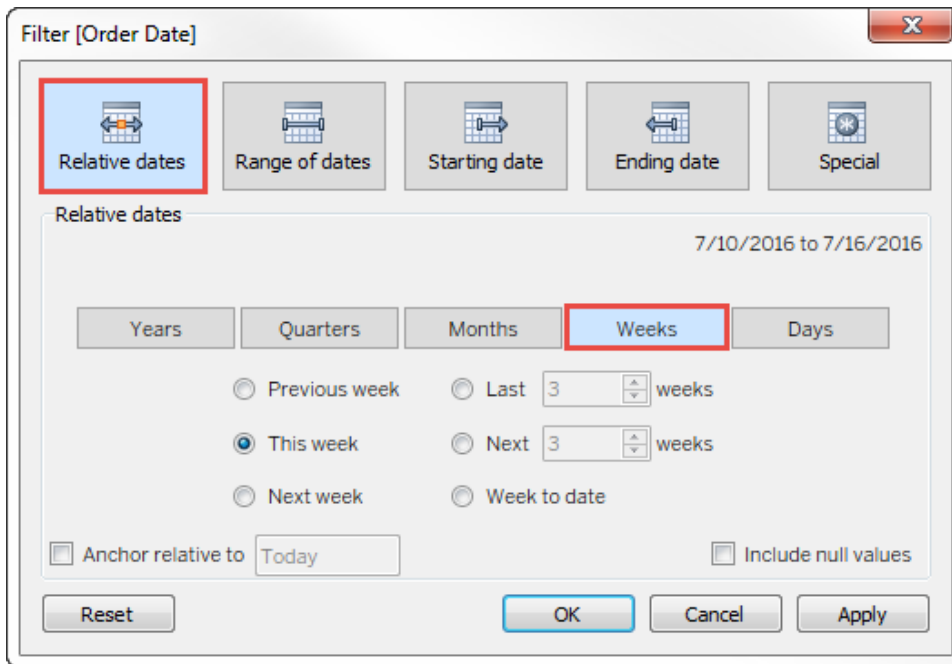 Filter [Order Date]
Relative dates Range of dates Starting date Ending date Special
Relative dates
7/10/2016 to 7/16/2016
Years Quarters Months Weeks Days
Previous week Last 3 weeks
This week Next 3 weeks
Next week Week to date
Anchor relative to Today Include null values
Reset OK Cancel Apply